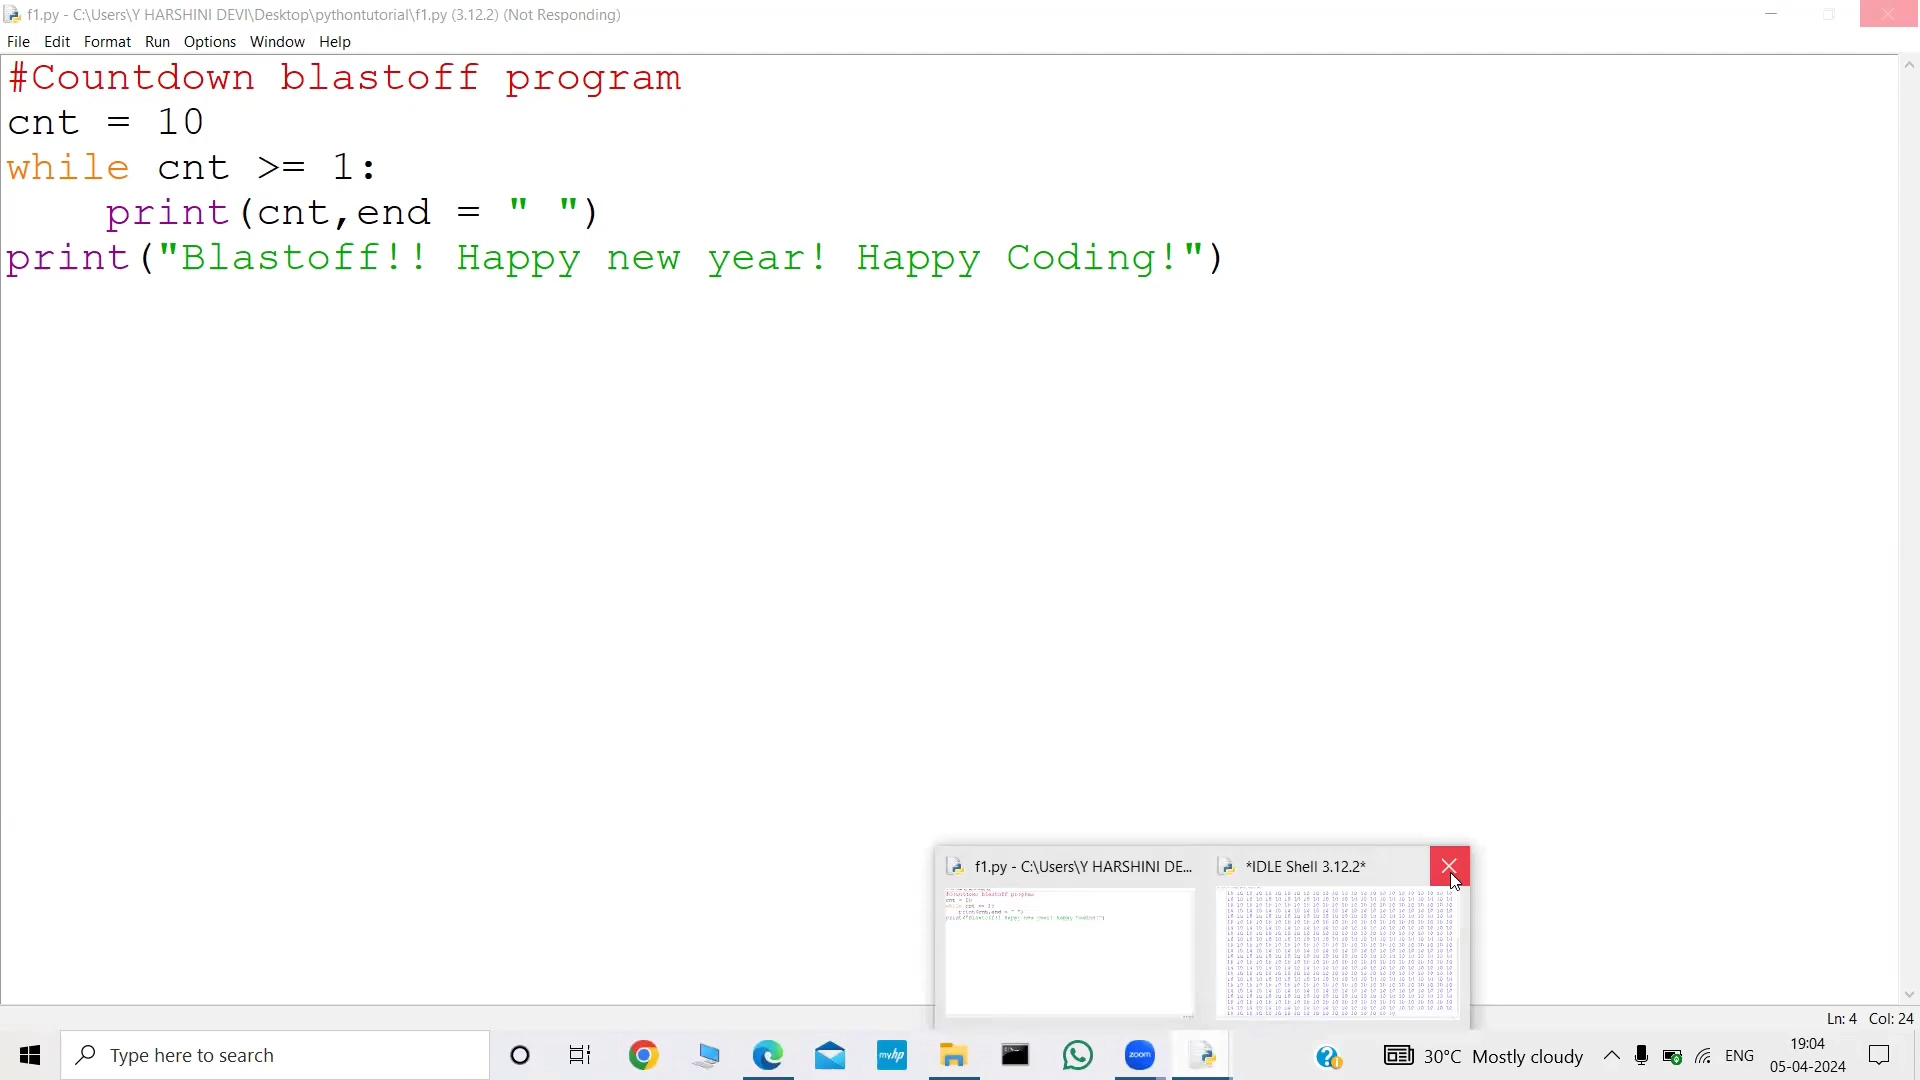 f1.py - C:\Users\Y HARSHINI DEVI\Desktop\pythontutorial\f1.py (3.12.2) (Not Responding)
File Edit Format Run Options Window Help
#Countdown blastoff program
cnt = 10
while cnt >= 1:
    print(cnt,end = " ")
print("Blastoff!! Happy new year! Happy Coding!")
f1.py - C:\Users\Y HARSHINI DE... *IDLE Shell 3.12.2*
Ln: 4 Col: 24
Type here to search
myhp
zoom
30°C Mostly cloudy
ENG
19:04
05-04-2024